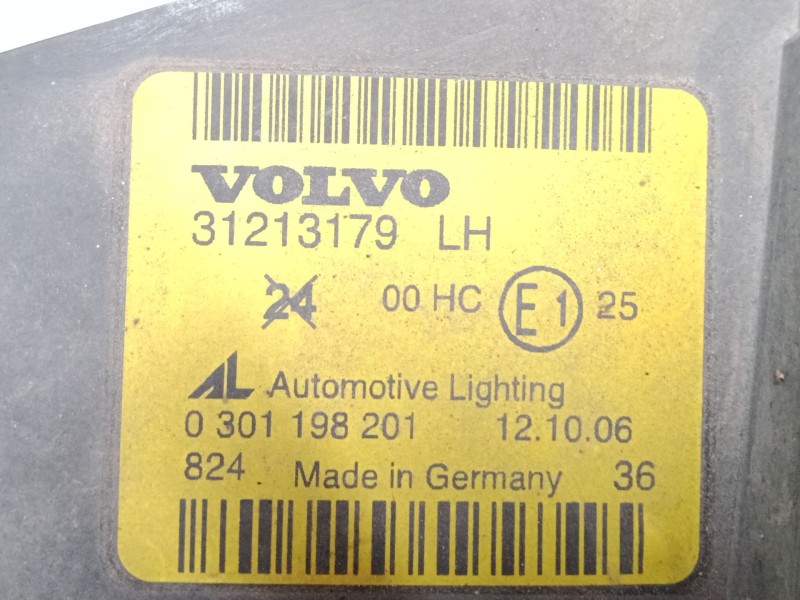 VOLVO
31213179 LH
24 00 HC E1 25
AL Automotive Lighting
0 301 198 201 12.10.06
824 Made in Germany 36